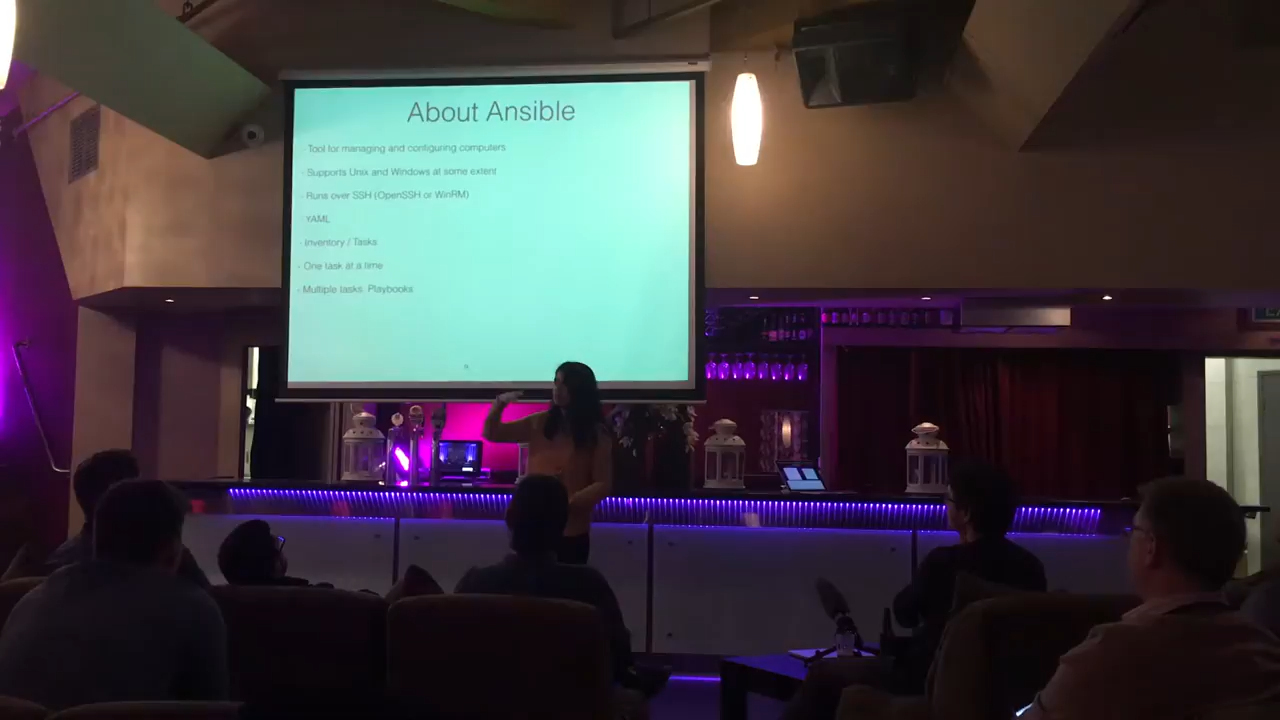 About Ansible
- Tool for managing and configuring computers
- Supports Unix and Windows at some extent
- Runs over SSH (OpenSSH or WinRM)
- YAML
- Inventory / Tasks
- One task at a time
- Multiple tasks: Playbooks